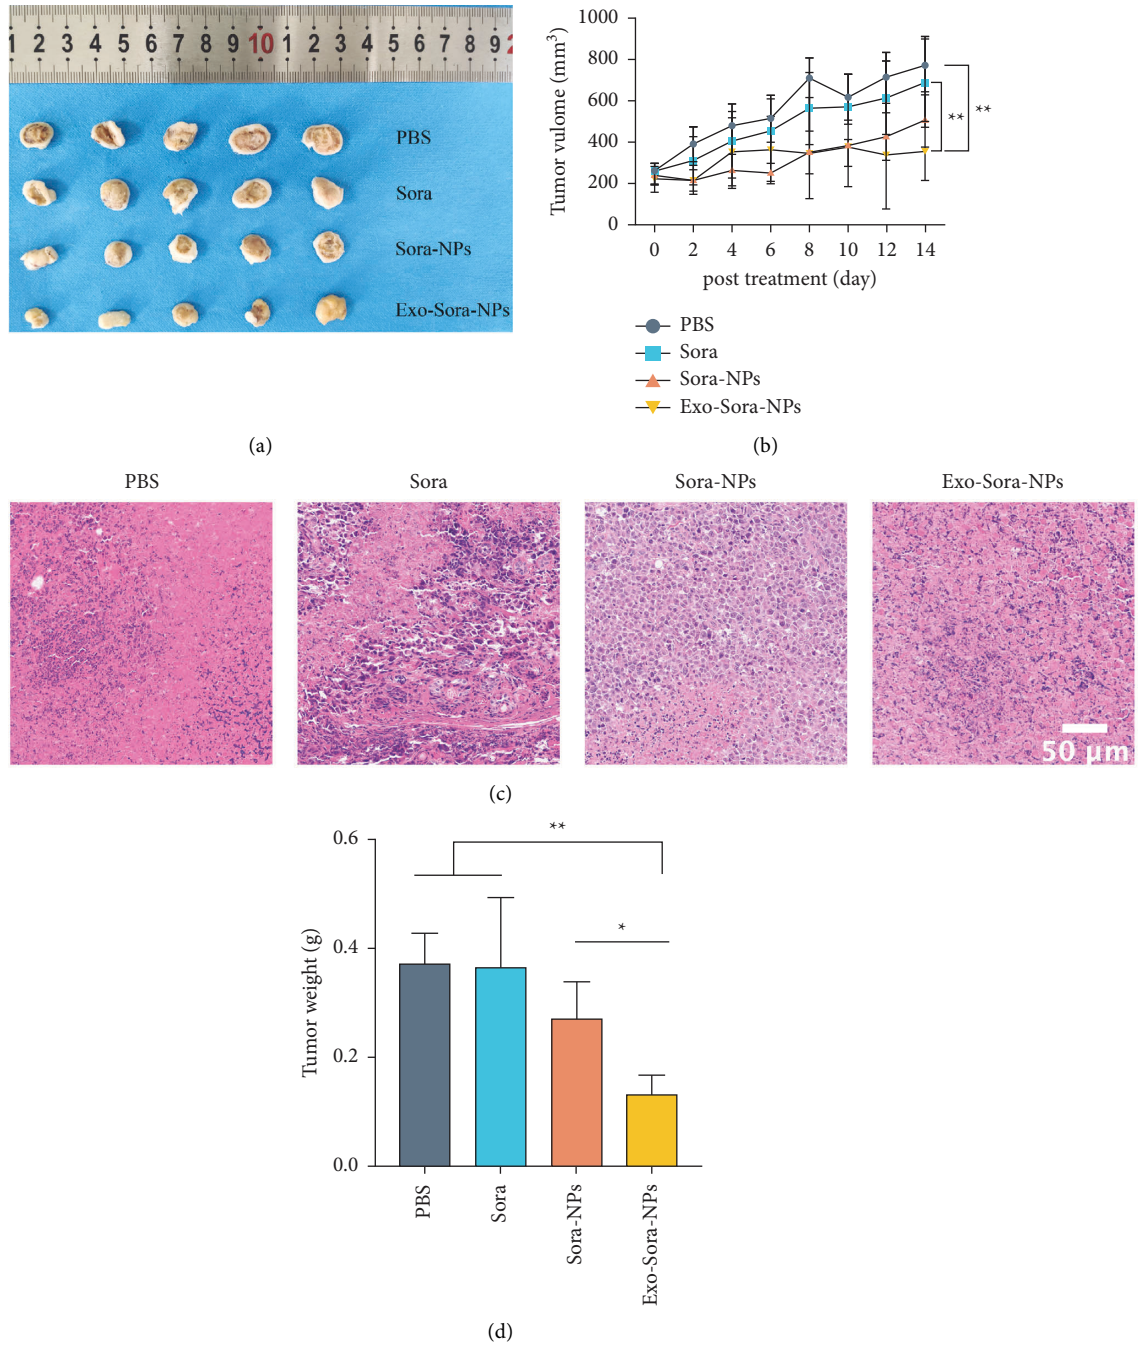 1 2 3 4 5 6 7 8 9 10 1 2 3 4 5 6 7 8 9 2
PBS
Sora
Sora-NPs
Exo-Sora-NPs
(a)
1000
800
600
400
200
0
Tumor vulome (mm³)
0 2 4 6 8 10 12 14
post treatment (day)
**
**
PBS
Sora
Sora-NPs
Exo-Sora-NPs
(b)
PBS Sora Sora-NPs Exo-Sora-NPs
50 µm
(c)
0.6
0.4
0.2
0.0
Tumor weight (g)
**
*
PBS
Sora
Sora-NPs
Exo-Sora-NPs
(d)